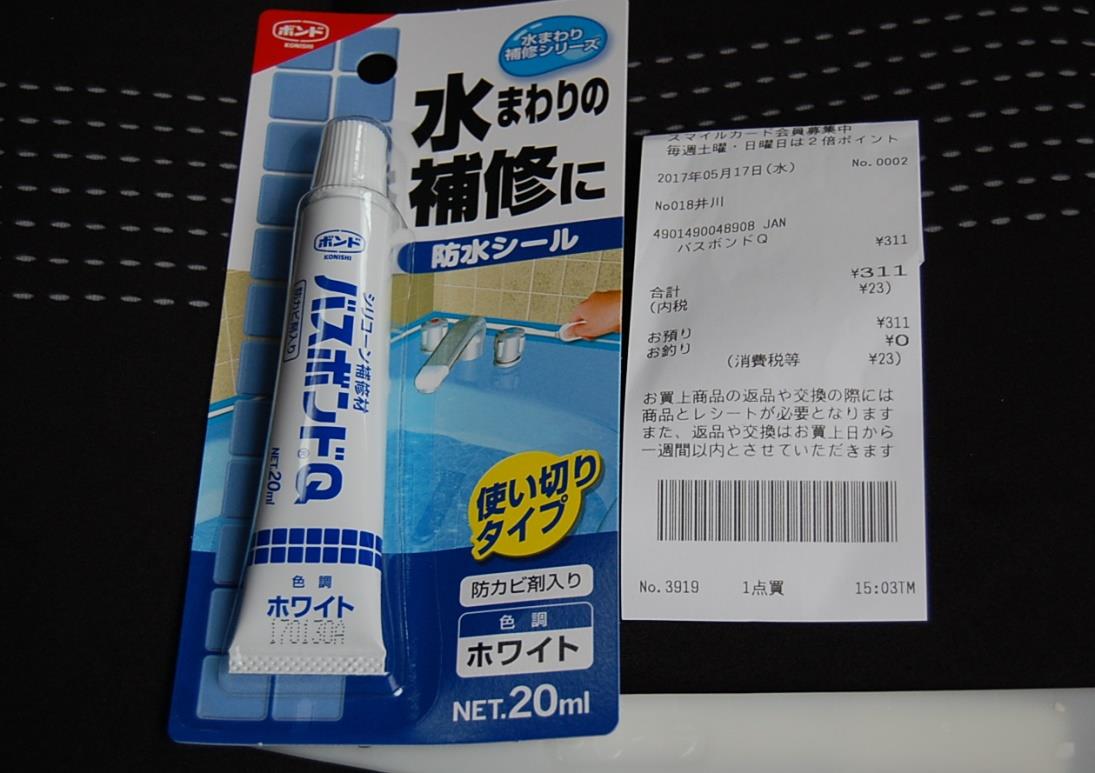 ボンド
KONISHI
水まわり
補修シリーズ
水まわりの
補修に
防水シール
ボンド
KONISHI
シリコーン補修材
バスボンド®Q
防カビ剤入り
NET.20ml
色調
ホワイト
170130A
使い切り
タイプ
防カビ剤入り
色調
ホワイト
NET.20ml
スマイルカード会員募集中
毎週土曜・日曜日は2倍ポイント
2017年05月17日(水) No.0002
No018井川
4901490048908 JAN
バスボンドQ ¥311
合計 ¥311
(内税 ¥23)
お預り ¥311
お釣り ¥0
(消費税等 ¥23)
お買上商品の返品や交換の際には
商品とレシートが必要となります
また、返品や交換はお買上日から
一週間以内とさせていただきます
No.3919 1点買 15:03TM